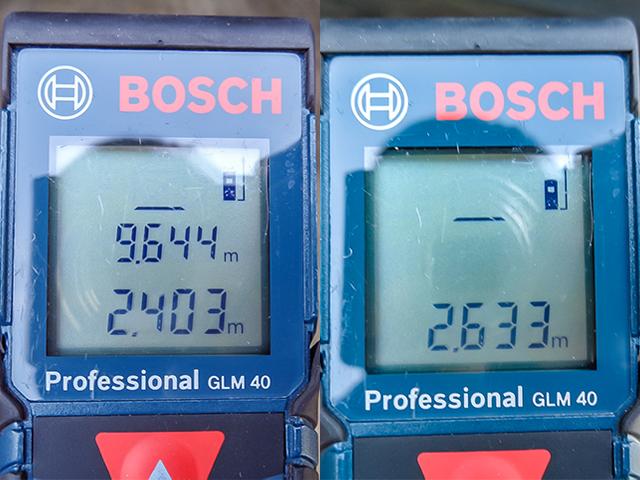 BOSCH
9.644 m
2.403 m
Professional GLM 40
BOSCH
2.633 m
Professional GLM 40